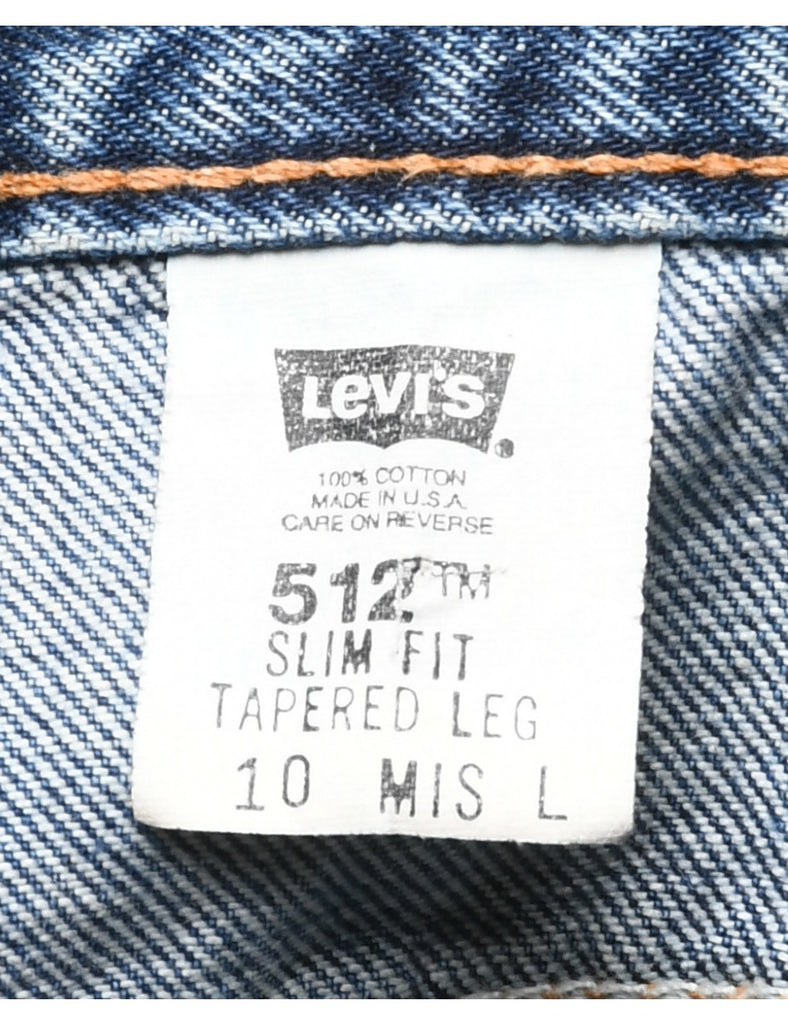 Levi's®
100% COTTON
MADE IN U.S.A.
CARE ON REVERSE
512™
SLIM FIT
TAPERED LEG
10 MIS L